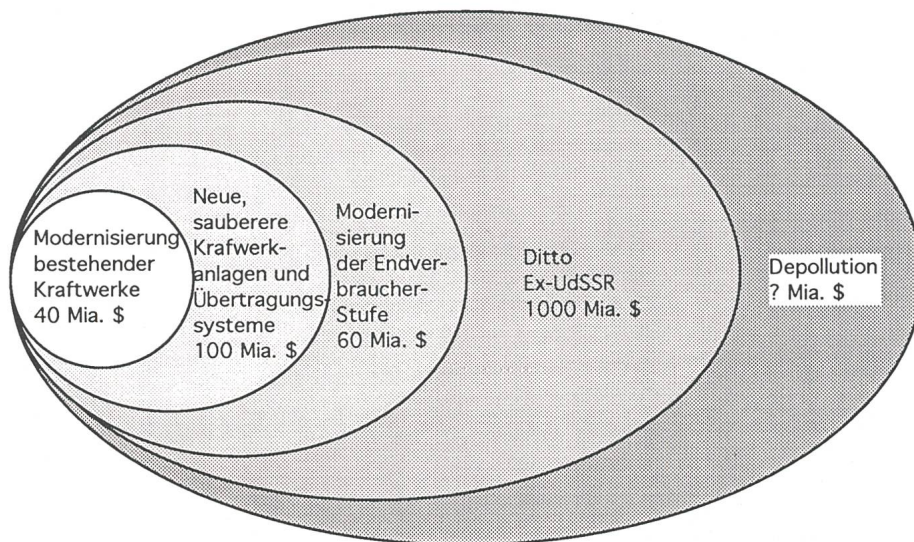 Modernisierung
bestehender
Kraftwerke
40 Mia. $
Neue,
sauberere
Krafwerk-
anlagen und
Übertragungs-
systeme
100 Mia. $
Moderni-
sierung
der Endver-
braucher-
Stufe
60 Mia. $
Ditto
Ex-UdSSR
1000 Mia. $
Depollution
? Mia. $